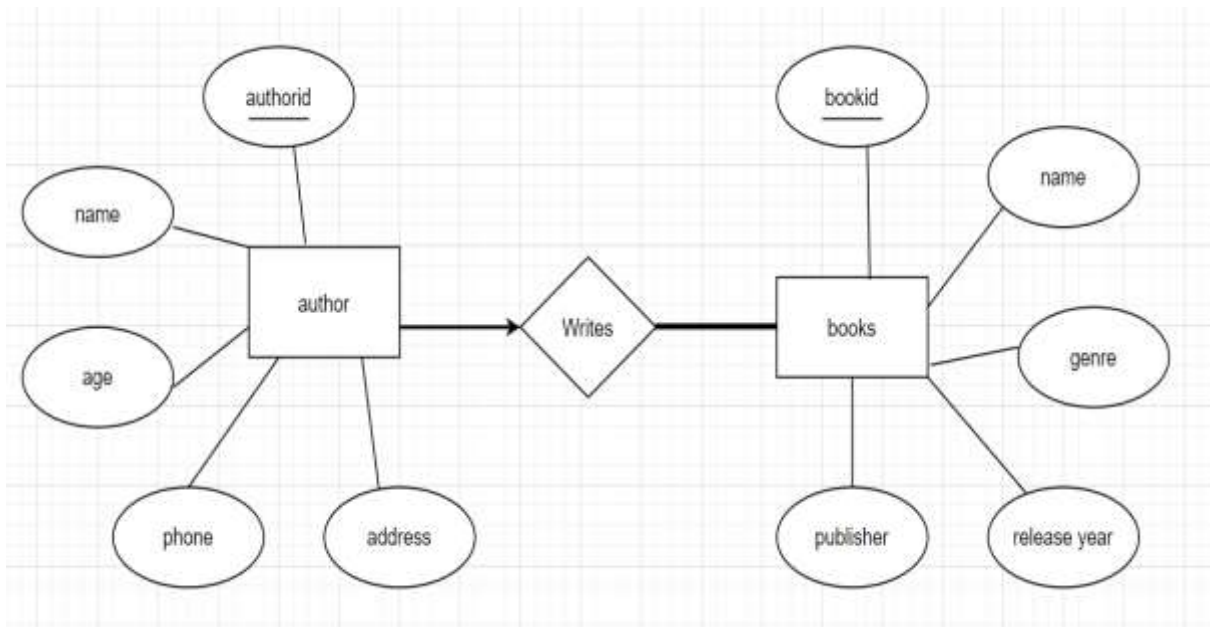 authorid
bookid
name
name
author
Writes
books
genre
age
phone
address
publisher
release year